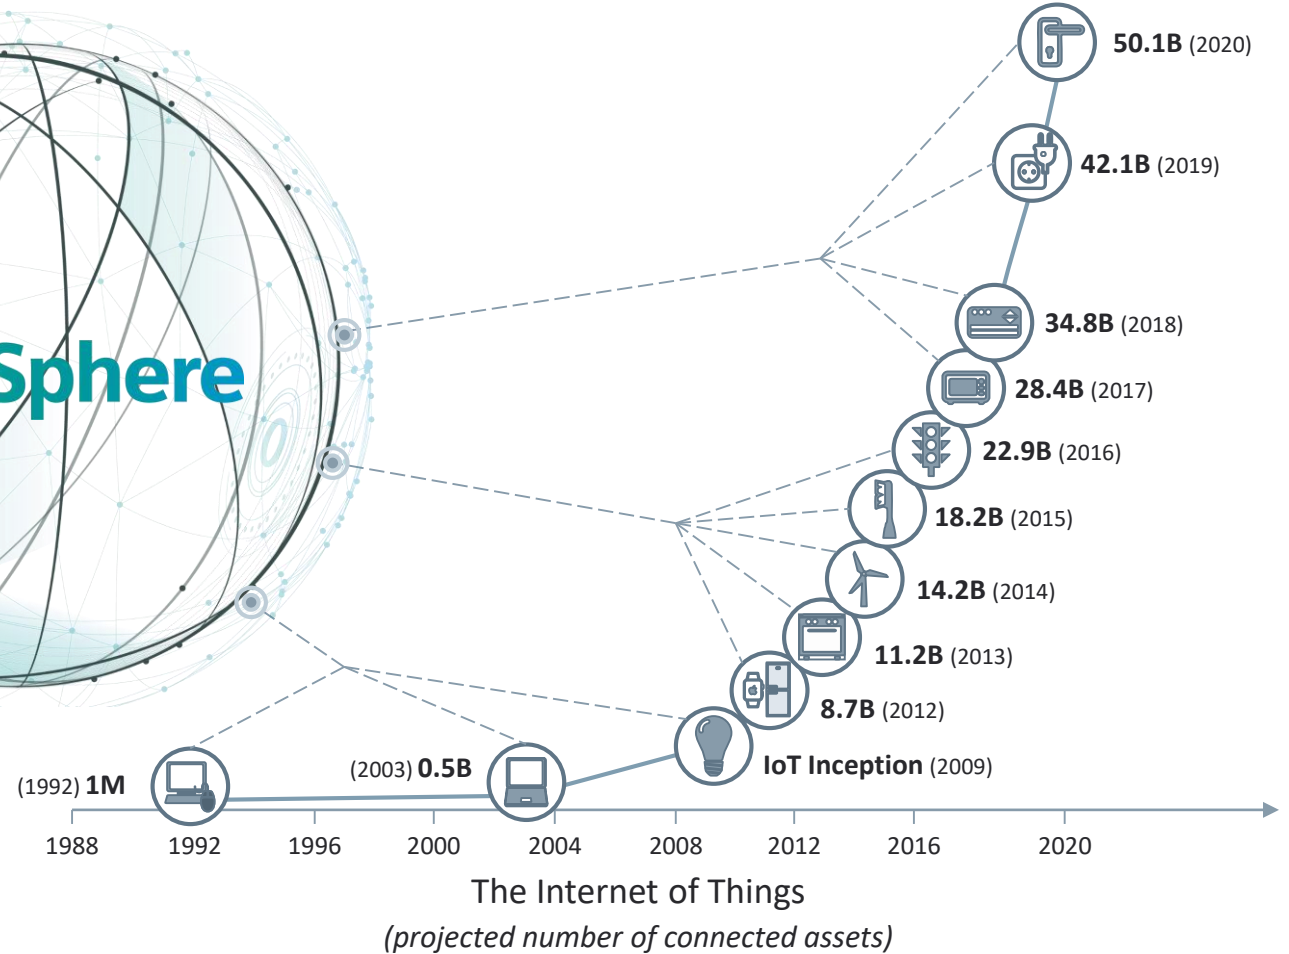 50.1B (2020)
42.1B (2019)
34.8B (2018)
Sphere
28.4B (2017)
22.9B (2016)
18.2B (2015)
14.2B (2014)
11.2B (2013)
8.7B (2012)
IoT Inception (2009)
(2003) 0.5B
(1992) 1M
1988 1992 1996 2000 2004 2008 2012 2016 2020
The Internet of Things
(projected number of connected assets)